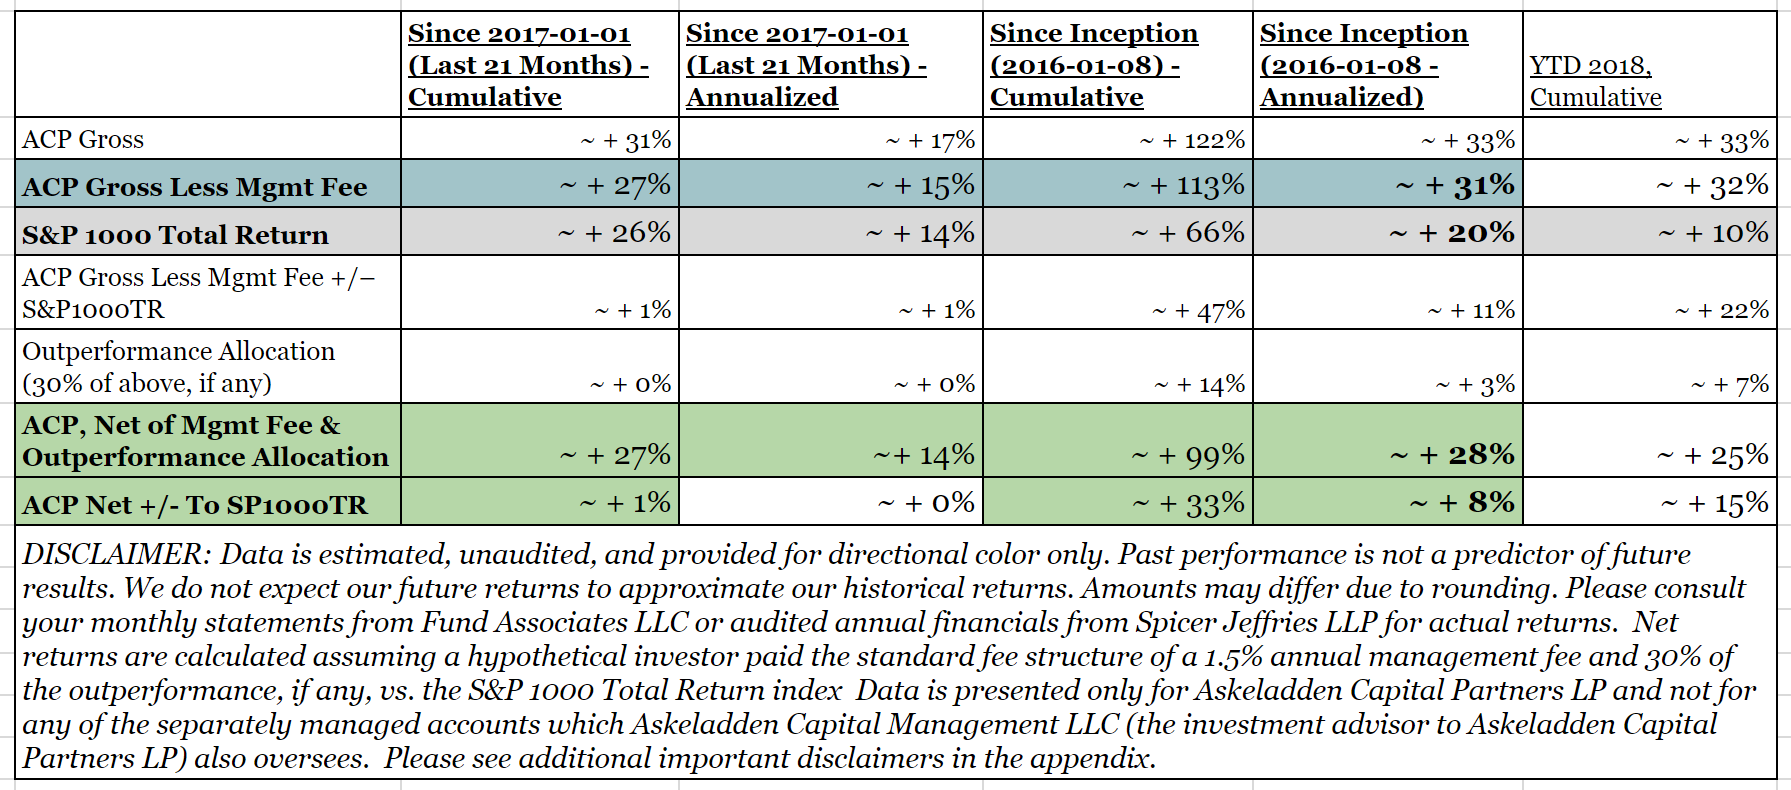 Since 2017-01-01 (Last 21 Months) - Cumulative
Since 2017-01-01 (Last 21 Months) - Annualized
Since Inception (2016-01-08) - Cumulative
Since Inception (2016-01-08 - Annualized)
YTD 2018, Cumulative
ACP Gross ~ + 31% ~ + 17% ~ + 122% ~ + 33% ~ + 33%
ACP Gross Less Mgmt Fee ~ + 27% ~ + 15% ~ + 113% ~ + 31% ~ + 32%
S&P 1000 Total Return ~ + 26% ~ + 14% ~ + 66% ~ + 20% ~ + 10%
ACP Gross Less Mgmt Fee +/–
S&P1000TR ~ + 1% ~ + 1% ~ + 47% ~ + 11% ~ + 22%
Outperformance Allocation
(30% of above, if any) ~ + 0% ~ + 0% ~ + 14% ~ + 3% ~ + 7%
ACP, Net of Mgmt Fee &
Outperformance Allocation ~ + 27% ~+ 14% ~ + 99% ~ + 28% ~ + 25%
ACP Net +/- To SP1000TR ~ + 1% ~ + 0% ~ + 33% ~ + 8% ~ + 15%
DISCLAIMER: Data is estimated, unaudited, and provided for directional color only. Past performance is not a predictor of future
results. We do not expect our future returns to approximate our historical returns. Amounts may differ due to rounding. Please consult
your monthly statements from Fund Associates LLC or audited annual financials from Spicer Jeffries LLP for actual returns.  Net
returns are calculated assuming a hypothetical investor paid the standard fee structure of a 1.5% annual management fee and 30% of
the outperformance, if any, vs. the S&P 1000 Total Return index  Data is presented only for Askeladden Capital Partners LP and not for
any of the separately managed accounts which Askeladden Capital Management LLC (the investment advisor to Askeladden Capital
Partners LP) also oversees.  Please see additional important disclaimers in the appendix.